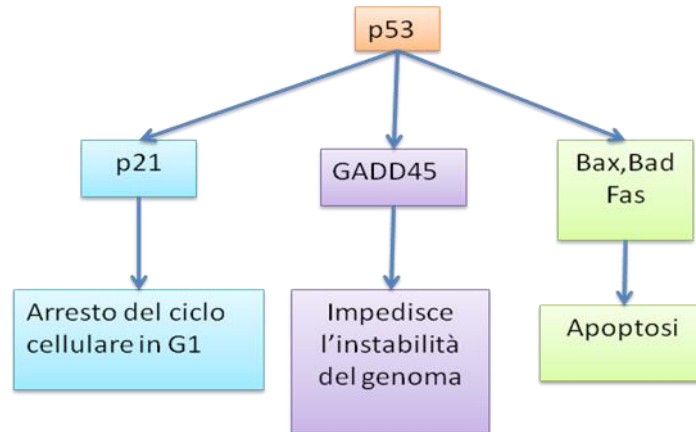 p53
p21
GADD45
Bax,Bad
Fas
Arresto del ciclo
cellulare in G1
Impedisce
l’instabilità
del genoma
Apoptosi